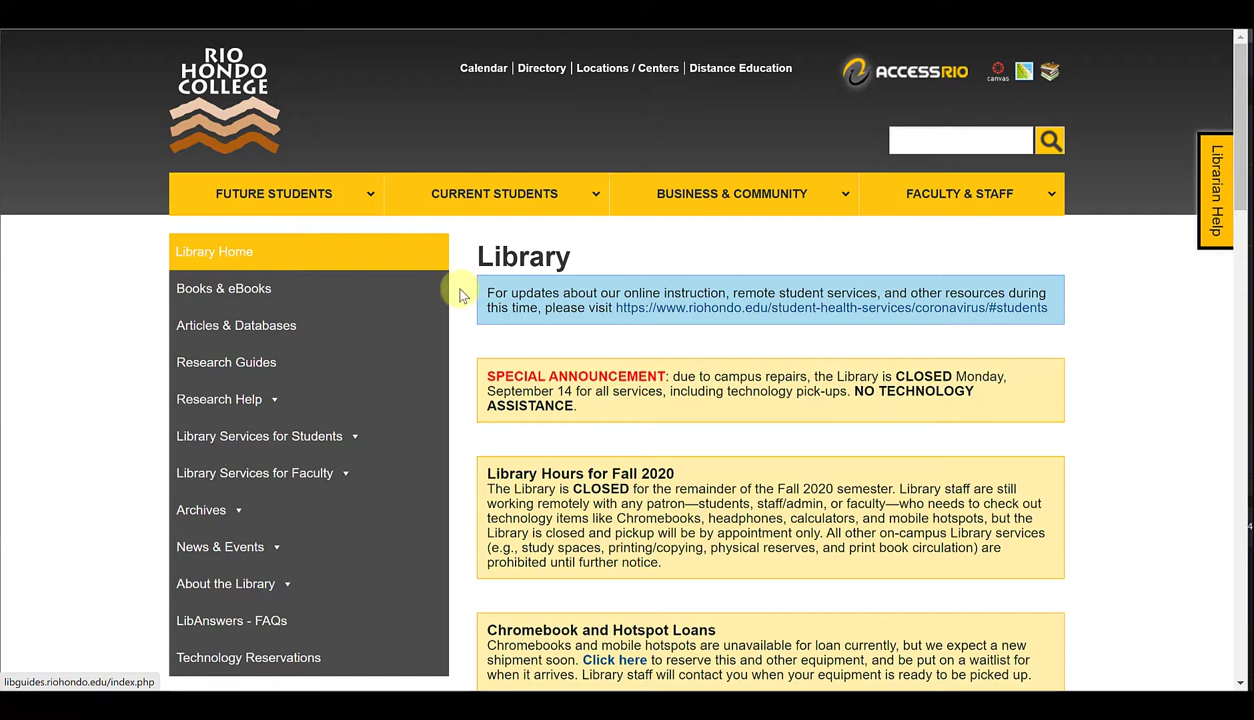 RIO
HONDO
COLLEGE
Calendar | Directory | Locations / Centers | Distance Education
ACCESSRIO
canvas
FUTURE STUDENTS
CURRENT STUDENTS
BUSINESS & COMMUNITY
FACULTY & STAFF
Librarian Help
Library Home
Books & eBooks
Articles & Databases
Research Guides
Research Help
Library Services for Students
Library Services for Faculty
Archives
News & Events
About the Library
LibAnswers - FAQs
Technology Reservations
Library
For updates about our online instruction, remote student services, and other resources during
this time, please visit https://www.riohondo.edu/student-health-services/coronavirus/#students
SPECIAL ANNOUNCEMENT: due to campus repairs, the Library is CLOSED Monday,
September 14 for all services, including technology pick-ups. NO TECHNOLOGY
ASSISTANCE.
Library Hours for Fall 2020
The Library is CLOSED for the remainder of the Fall 2020 semester. Library staff are still
working remotely with any patron—students, staff/admin, or faculty—who needs to check out
technology items like Chromebooks, headphones, calculators, and mobile hotspots, but the
Library is closed and pickup will be by appointment only. All other on-campus Library services
(e.g., study spaces, printing/copying, physical reserves, and print book circulation) are
prohibited until further notice.
Chromebook and Hotspot Loans
Chromebooks and mobile hotspots are unavailable for loan currently, but we expect a new
shipment soon. Click here to reserve this and other equipment, and be put on a waitlist for
when it arrives. Library staff will contact you when your equipment is ready to be picked up.
libguides.riohondo.edu/index.php